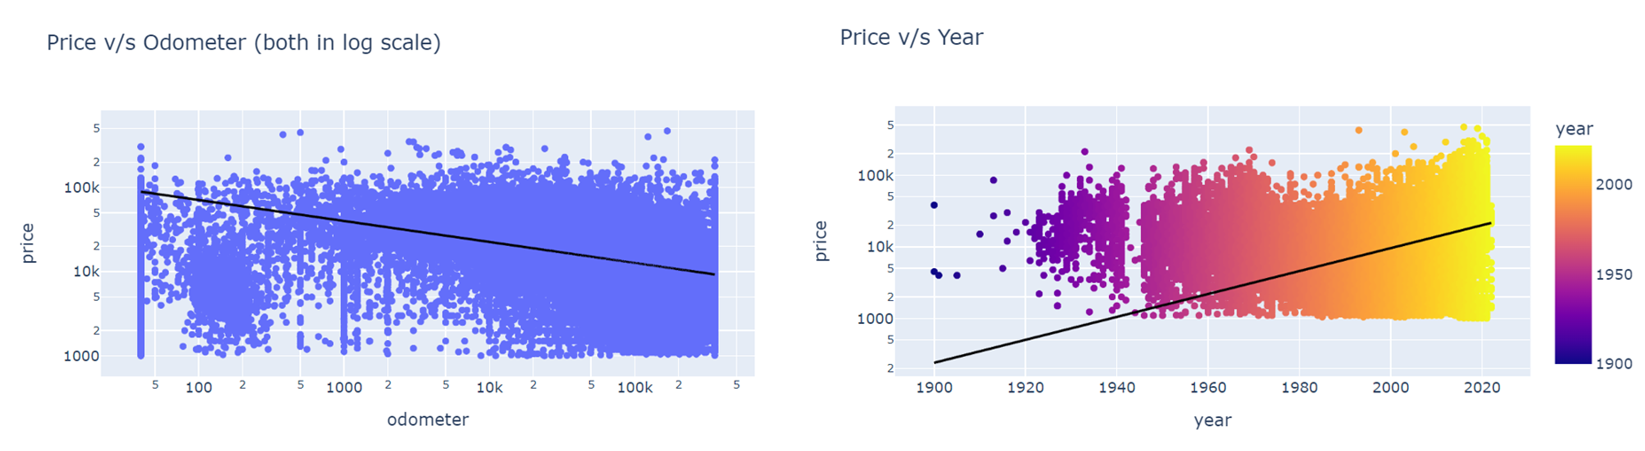 Price v/s Odometer (both in log scale)
5
2
100k
5
2
10k
5
2
1000
price
5 100 2 5 1000 2 5 10k 2 5 100k 2 5
odometer
Price v/s Year
5
2
100k
5
2
10k
5
2
1000
5
2
price
1900 1920 1940 1960 1980 2000 2020
year
year
2000
1950
1900